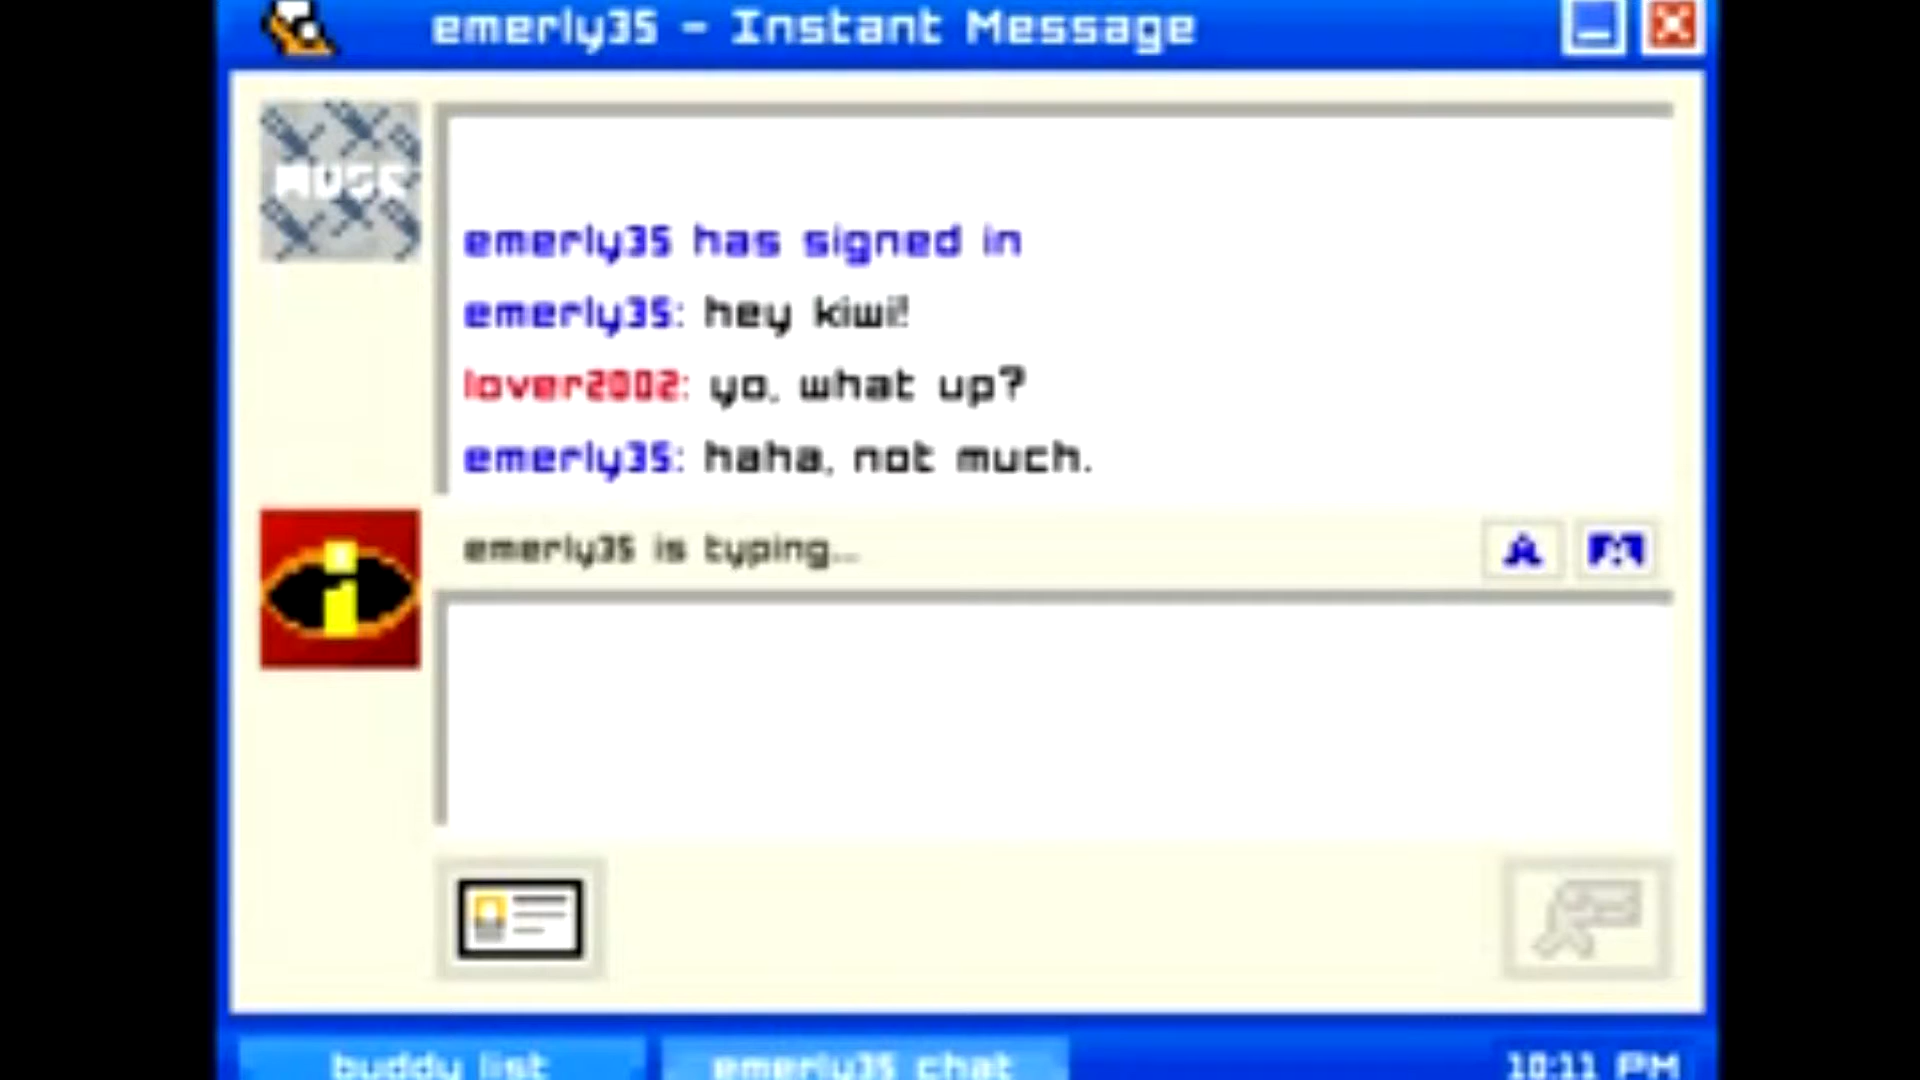 emerly35 - Instant Message
MUSE
emerly35 has signed in
emerly35: hey kiwi!
lover2002: yo, what up?
emerly35: haha, not much.
emerly35 is typing...
A
buddy list
emerly35 chat
10:11 PM